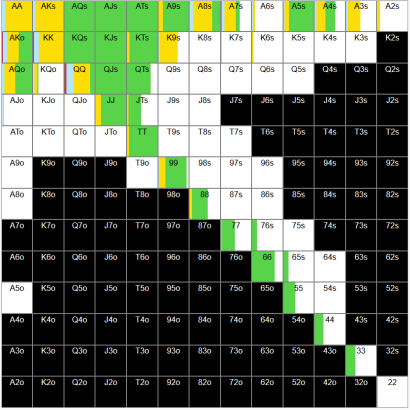 AA AKs AQs AJs ATs A9s A8s A7s A6s A5s A4s A3s A2s
AKo KK KQs KJs KTs K9s K8s K7s K6s K5s K4s K3s K2s
AQo KQo QQ QJs QTs Q9s Q8s Q7s Q6s Q5s Q4s Q3s Q2s
AJo KJo QJo JJ JTs J9s J8s J7s J6s J5s J4s J3s J2s
ATo KTo QTo JTo TT T9s T8s T7s T6s T5s T4s T3s T2s
A9o K9o Q9o J9o T9o 99 98s 97s 96s 95s 94s 93s 92s
A8o K8o Q8o J8o T8o 98o 88 87s 86s 85s 84s 83s 82s
A7o K7o Q7o J7o T7o 97o 87o 77 76s 75s 74s 73s 72s
A6o K6o Q6o J6o T6o 96o 86o 76o 66 65s 64s 63s 62s
A5o K5o Q5o J5o T5o 95o 85o 75o 65o 55 54s 53s 52s
A4o K4o Q4o J4o T4o 94o 84o 74o 64o 54o 44 43s 42s
A3o K3o Q3o J3o T3o 93o 83o 73o 63o 53o 43o 33 32s
A2o K2o Q2o J2o T2o 92o 82o 72o 62o 52o 42o 32o 22